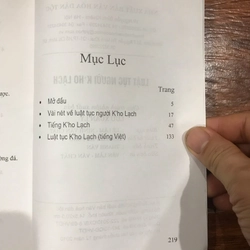 Mục Lục
Trang
• Mở đầu 5
• Vài nét về luật tục người K'ho Lạch 17
• Tiếng K'ho Lạch 47
• Luật tục K'ho Lạch (tiếng Việt) 133
219